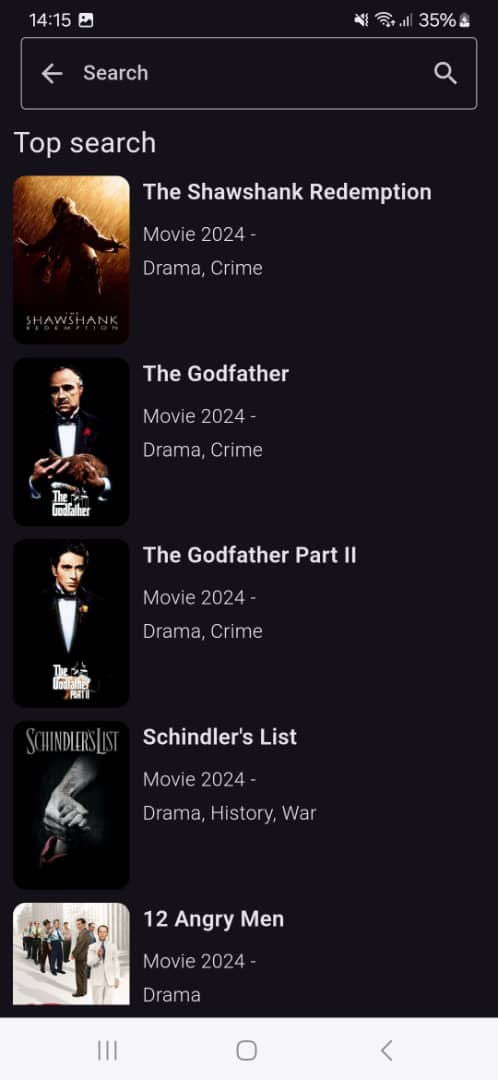 14:15 35%
Search
Top search
The Shawshank Redemption
Movie 2024 -
Drama, Crime
THE
SHAWSHANK
REDEMPTION
The Godfather
Movie 2024 -
Drama, Crime
The
Godfather
The Godfather Part II
Movie 2024 -
Drama, Crime
The
Godfather
PART II
Schindler's List
SCHINDLER'S LIST
Movie 2024 -
Drama, History, War
12 Angry Men
Movie 2024 -
Drama